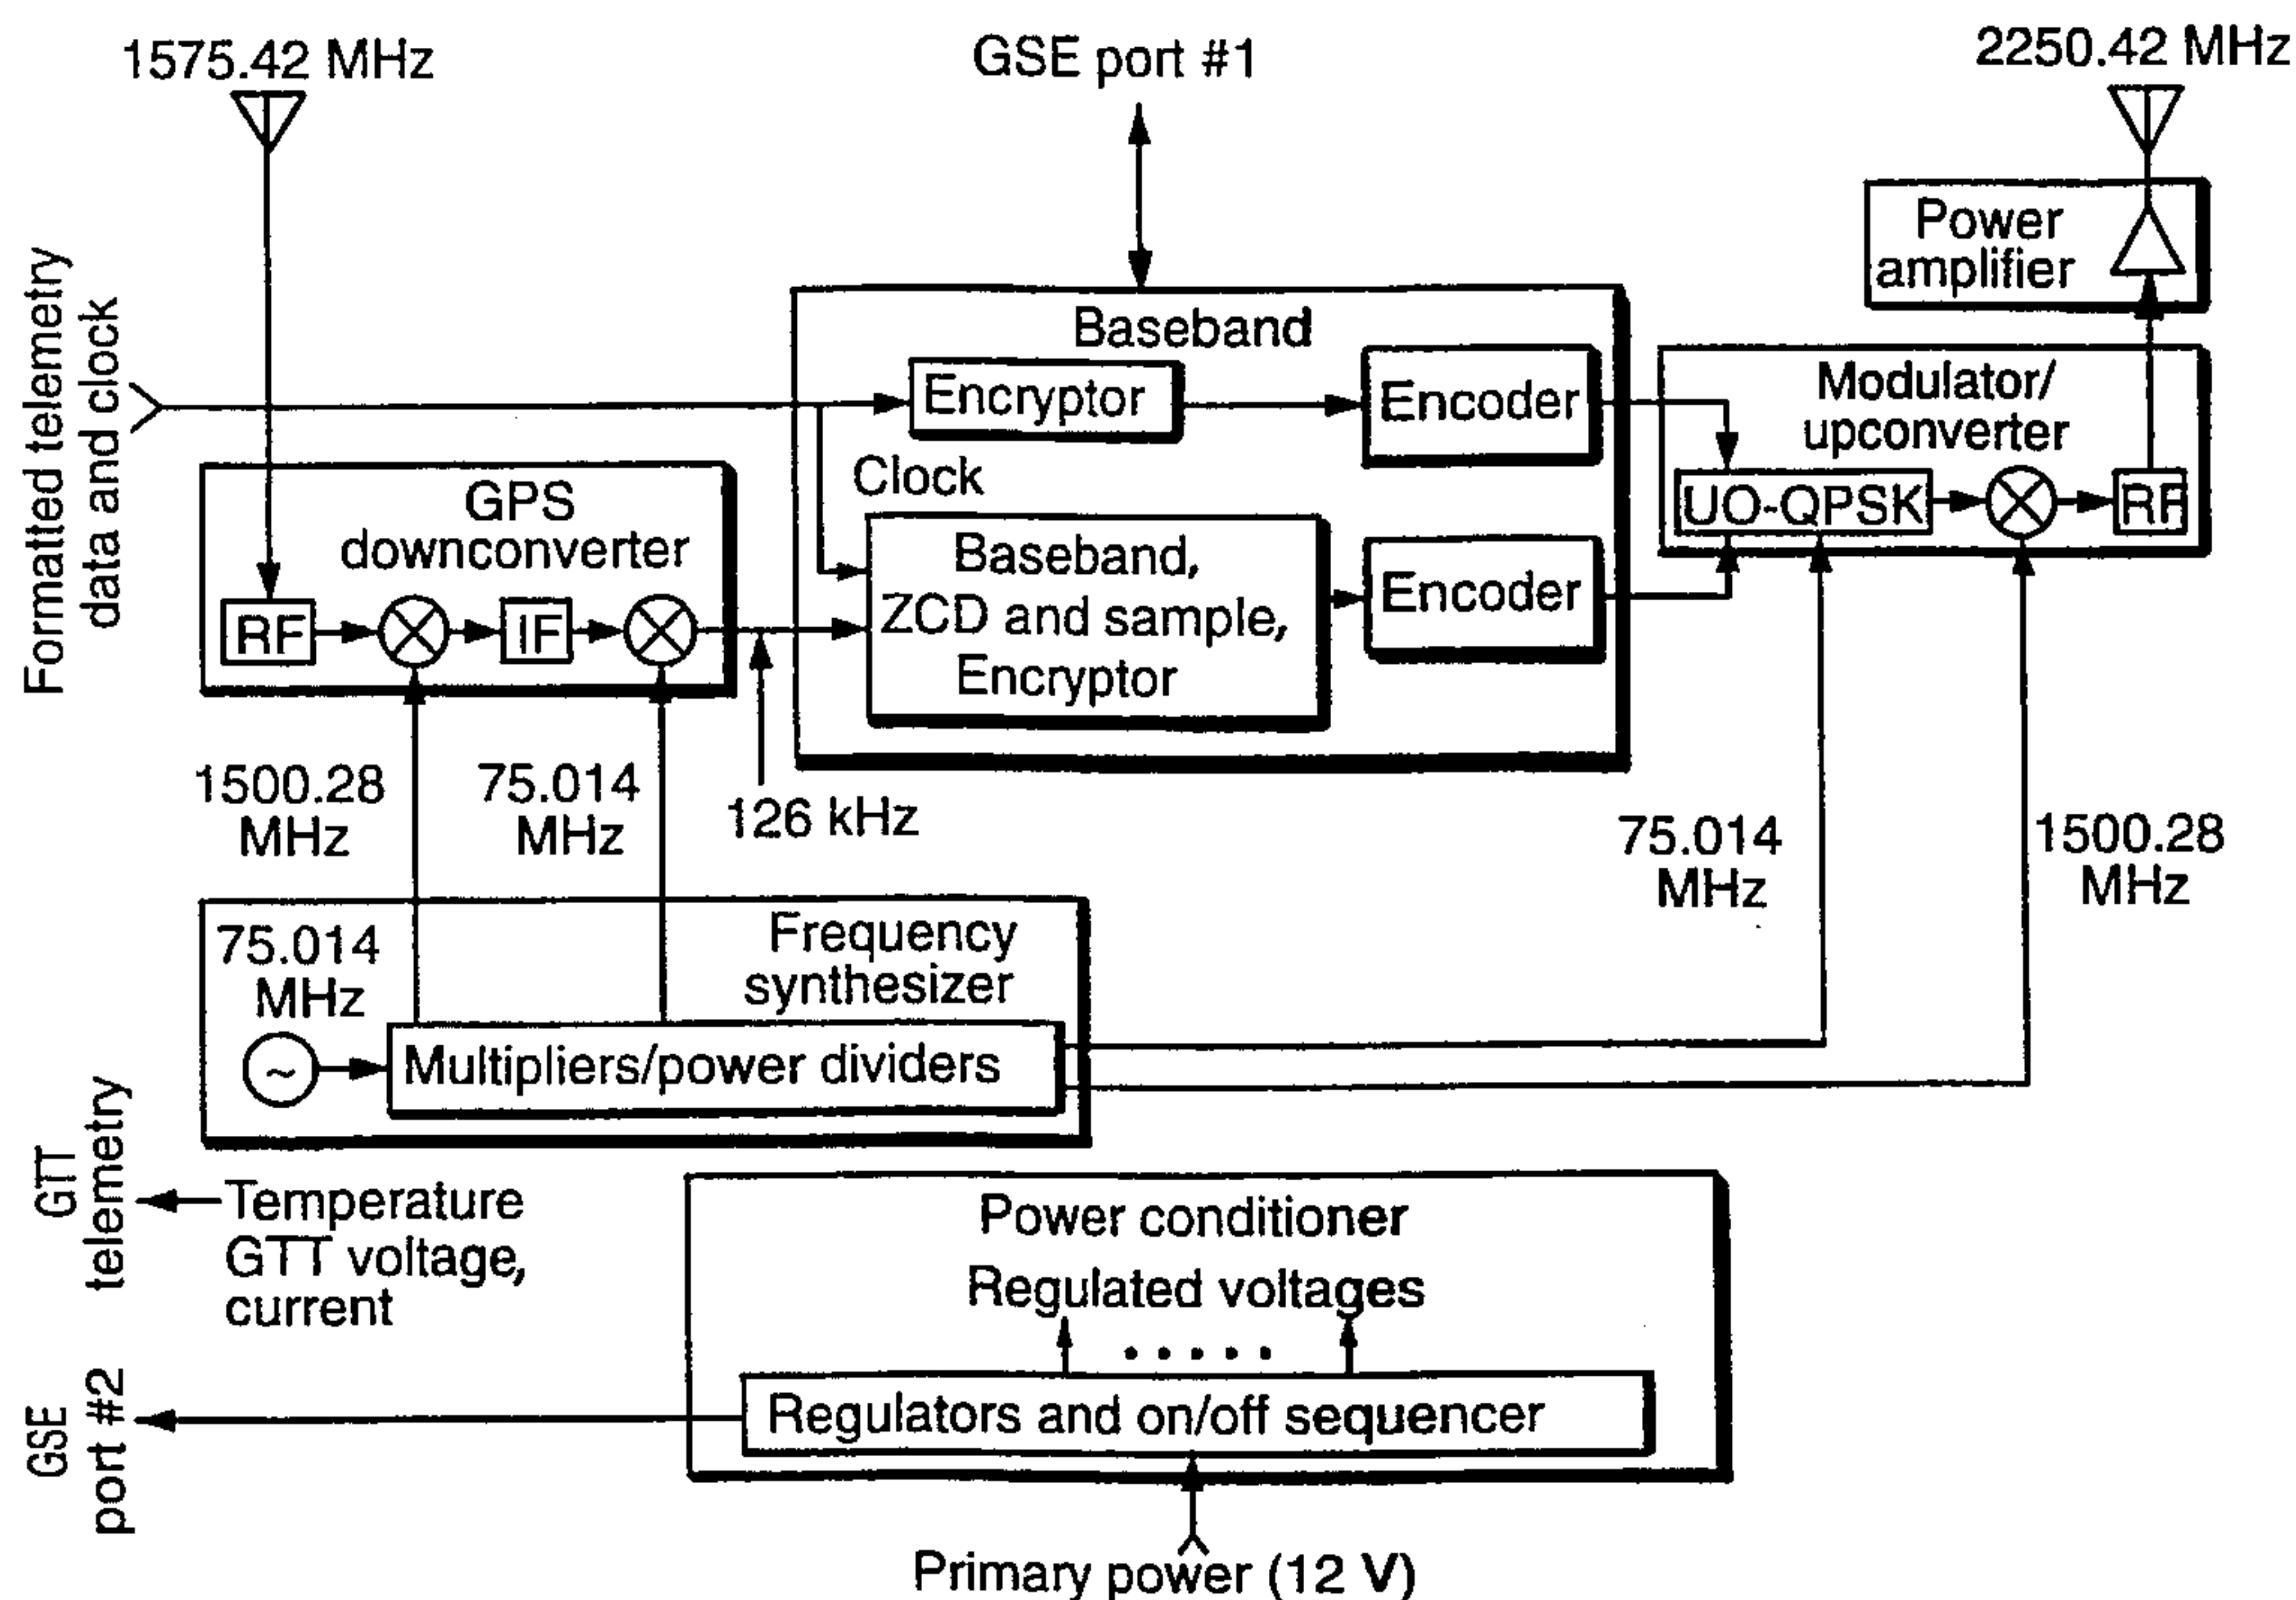 1575.42 MHz
GSE port #1
2250.42 MHz
Power
amplifier
Formatted telemetry
data and clock
Baseband
Encryptor
Encoder
Modulator/
upconverter
Clock
UO-QPSK
RF
GPS
downconverter
RF
IF
Baseband,
ZCD and sample,
Encryptor
Encoder
1500.28
MHz
75.014
MHz
126 kHz
75.014
MHz
1500.28
MHz
75.014
MHz
Frequency
synthesizer
~
Multipliers/power dividers
GTT
telemetry
Temperature
GTT voltage,
current
Power conditioner
Regulated voltages
Regulators and on/off sequencer
GSE
port #2
Primary power (12 V)